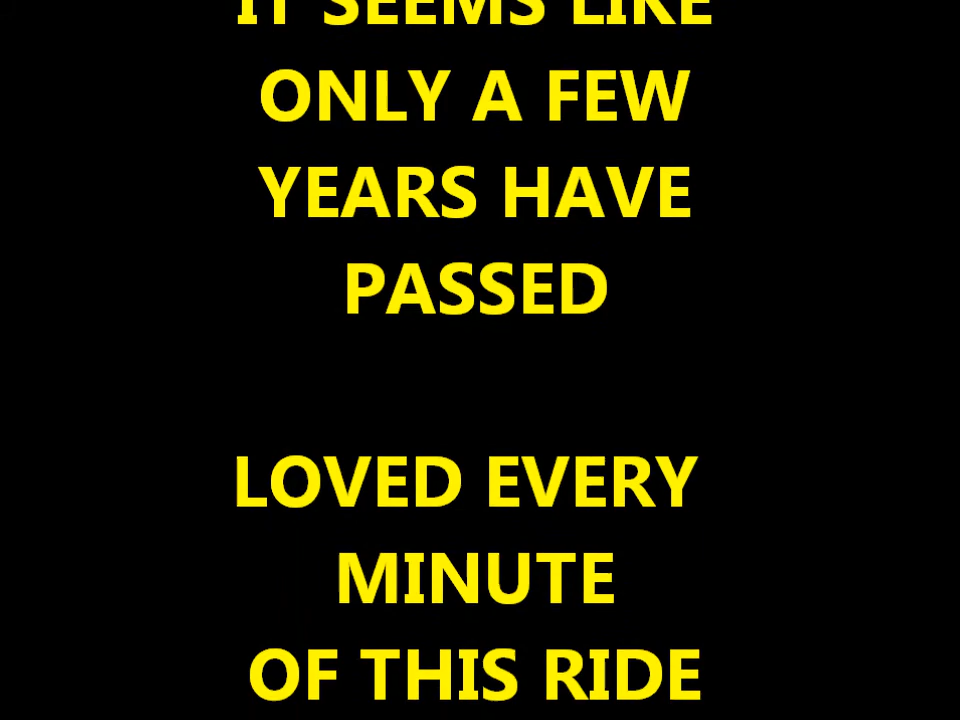 IT SEEMS LIKE
ONLY A FEW
YEARS HAVE
PASSED
LOVED EVERY
MINUTE
OF THIS RIDE